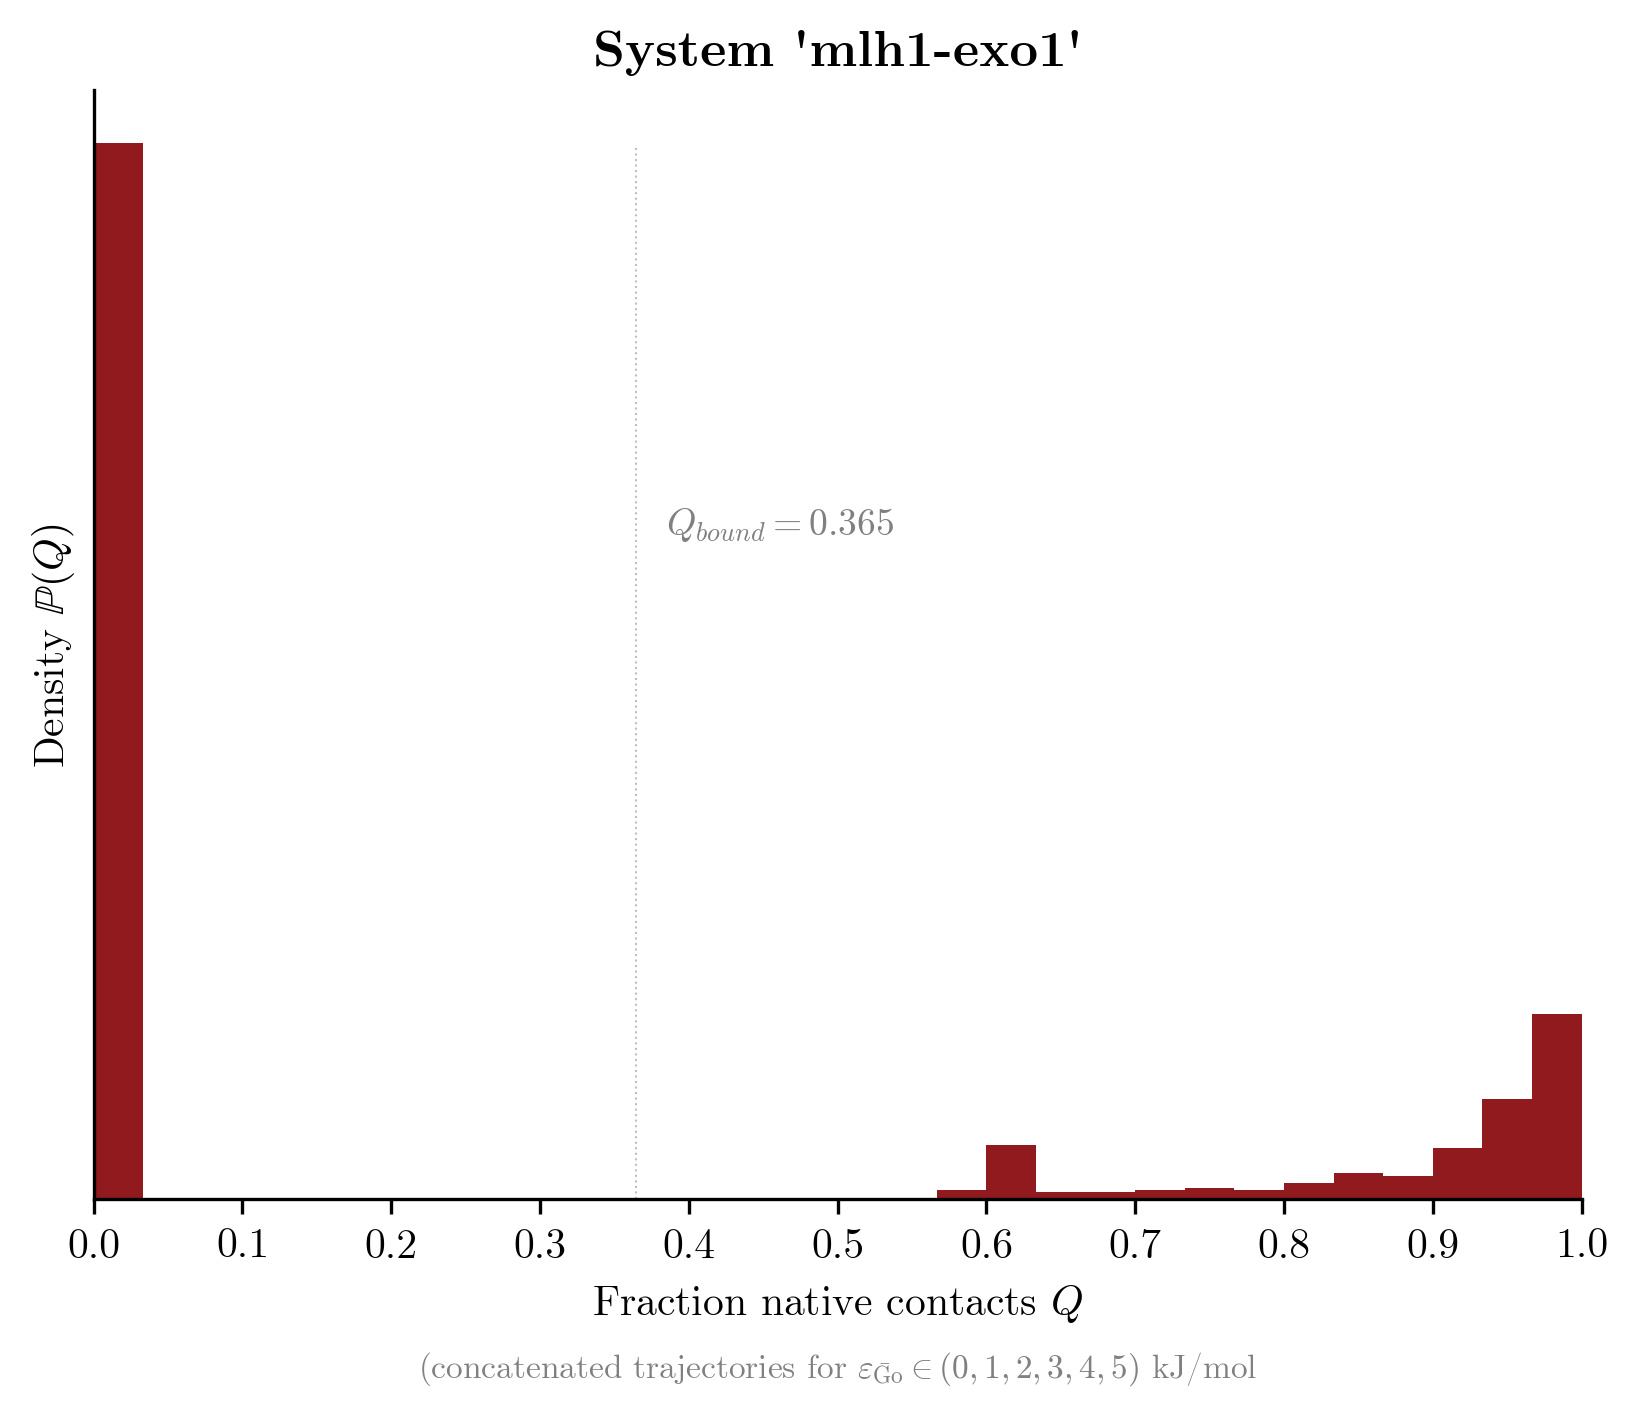 System 'mlh1-exo1'
Density ℙ(Q)
Q_bound = 0.365
0.0 0.1 0.2 0.3 0.4 0.5 0.6 0.7 0.8 0.9 1.0
Fraction native contacts Q
(concatenated trajectories for ε_Ḡo ∈ (0, 1, 2, 3, 4, 5) kJ/mol